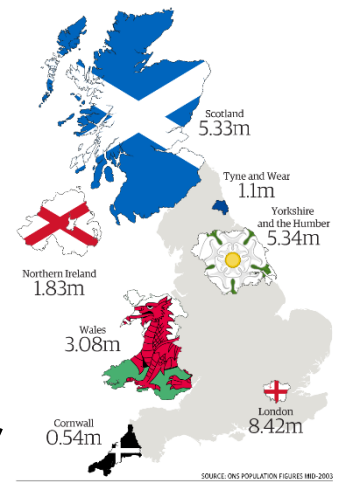 Scotland
5.33m
Tyne and Wear
1.1m
Yorkshire
and the Humber
5.34m
Northern Ireland
1.83m
Wales
3.08m
Cornwall
0.54m
London
8.42m
SOURCE: ONS POPULATION FIGURES MID-2003